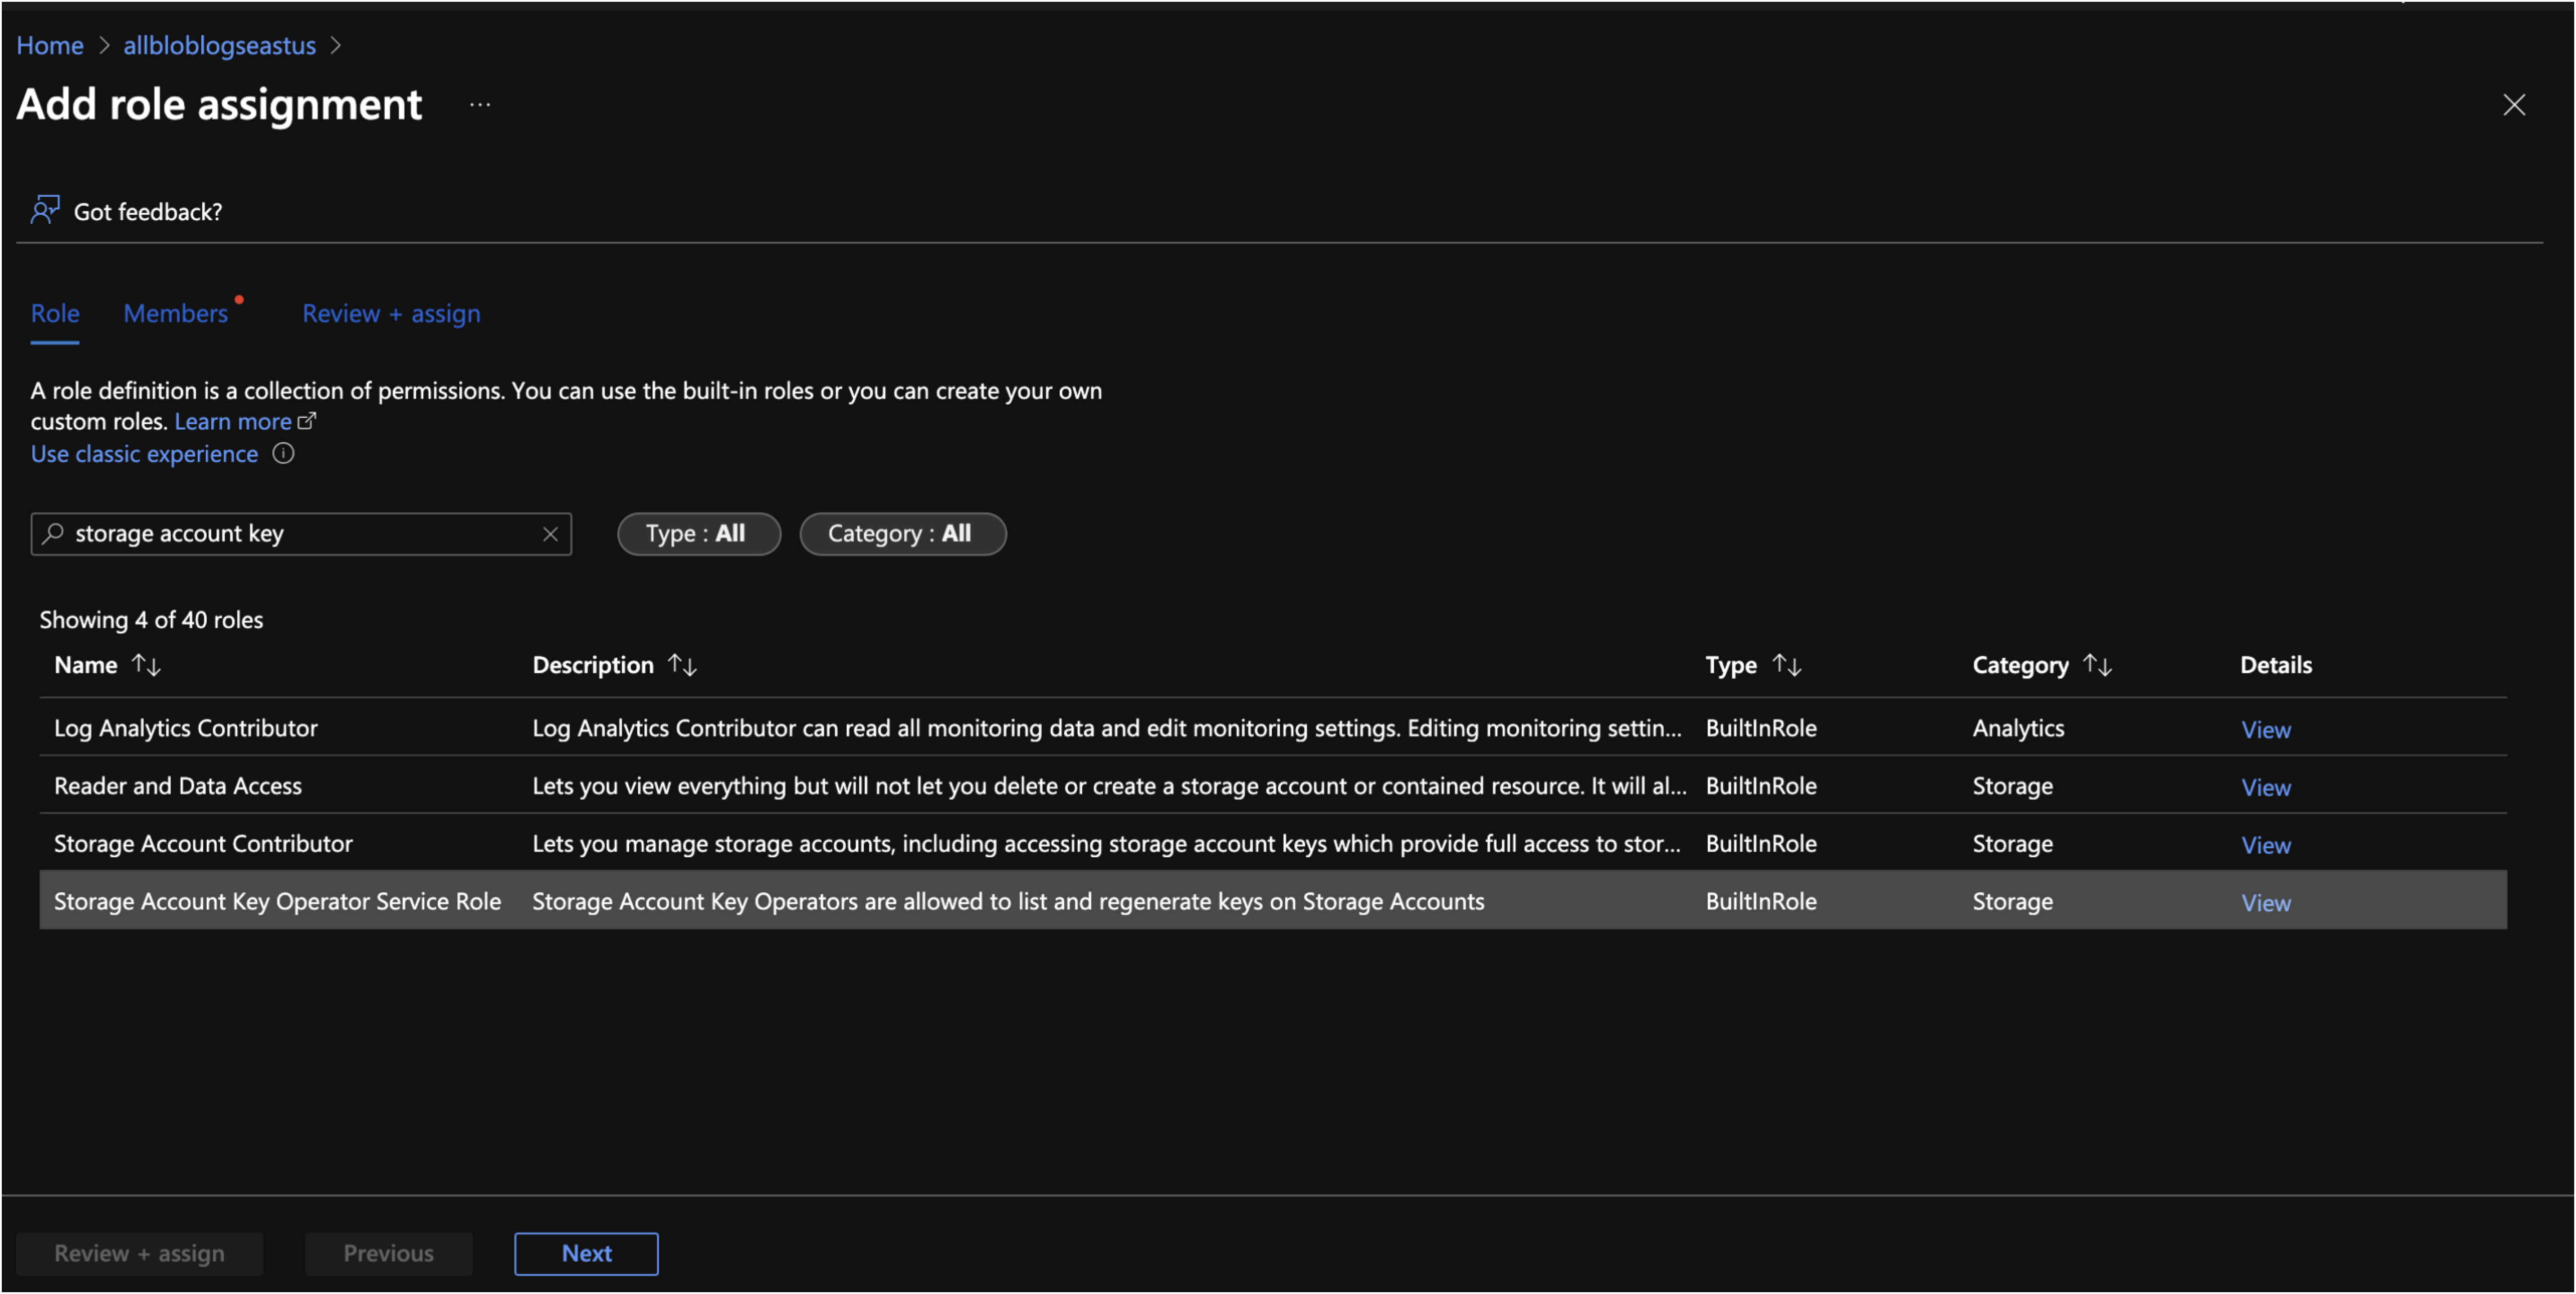 Home > allbloblogseastus >
Add role assignment ...
Got feedback?
Role Members Review + assign
A role definition is a collection of permissions. You can use the built-in roles or you can create your own
custom roles. Learn more
Use classic experience
storage account key Type : All Category : All
Showing 4 of 40 roles
Name ↑↓ Description ↑↓ Type ↑↓ Category ↑↓ Details
Log Analytics Contributor Log Analytics Contributor can read all monitoring data and edit monitoring settings. Editing monitoring settin... BuiltInRole Analytics View
Reader and Data Access Lets you view everything but will not let you delete or create a storage account or contained resource. It will al... BuiltInRole Storage View
Storage Account Contributor Lets you manage storage accounts, including accessing storage account keys which provide full access to stor... BuiltInRole Storage View
Storage Account Key Operator Service Role Storage Account Key Operators are allowed to list and regenerate keys on Storage Accounts BuiltInRole Storage View
Review + assign Previous Next